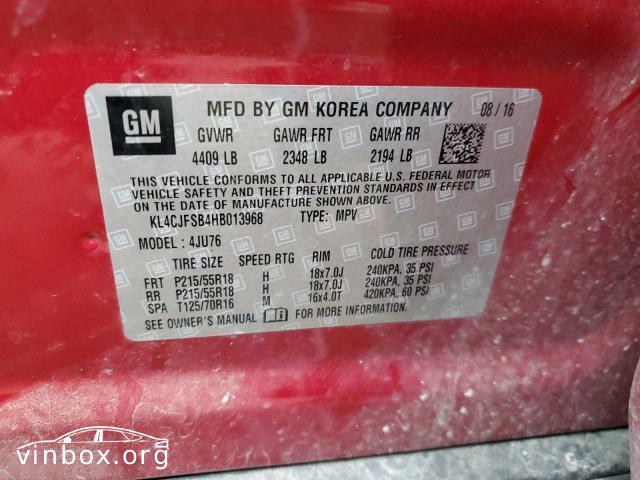 GM MFD BY GM KOREA COMPANY 08/16
GVWR GAWR FRT GAWR RR
4409 LB 2348 LB 2194 LB
THIS VEHICLE CONFORMS TO ALL APPLICABLE U.S. FEDERAL MOTOR
VEHICLE SAFETY AND THEFT PREVENTION STANDARDS IN EFFECT
ON THE DATE OF MANUFACTURE SHOWN ABOVE.
KL4CJFSB4HB013968 TYPE: MPV
MODEL: 4JU76
TIRE SIZE SPEED RTG RIM COLD TIRE PRESSURE
FRT P215/55R18 H 18x7.0J 240KPA, 35 PSI
RR P215/55R18 H 18x7.0J 240KPA, 35 PSI
SPA T125/70R16 M 16x4.0T 420KPA, 60 PSI
SEE OWNER'S MANUAL FOR MORE INFORMATION.
vinbox.org